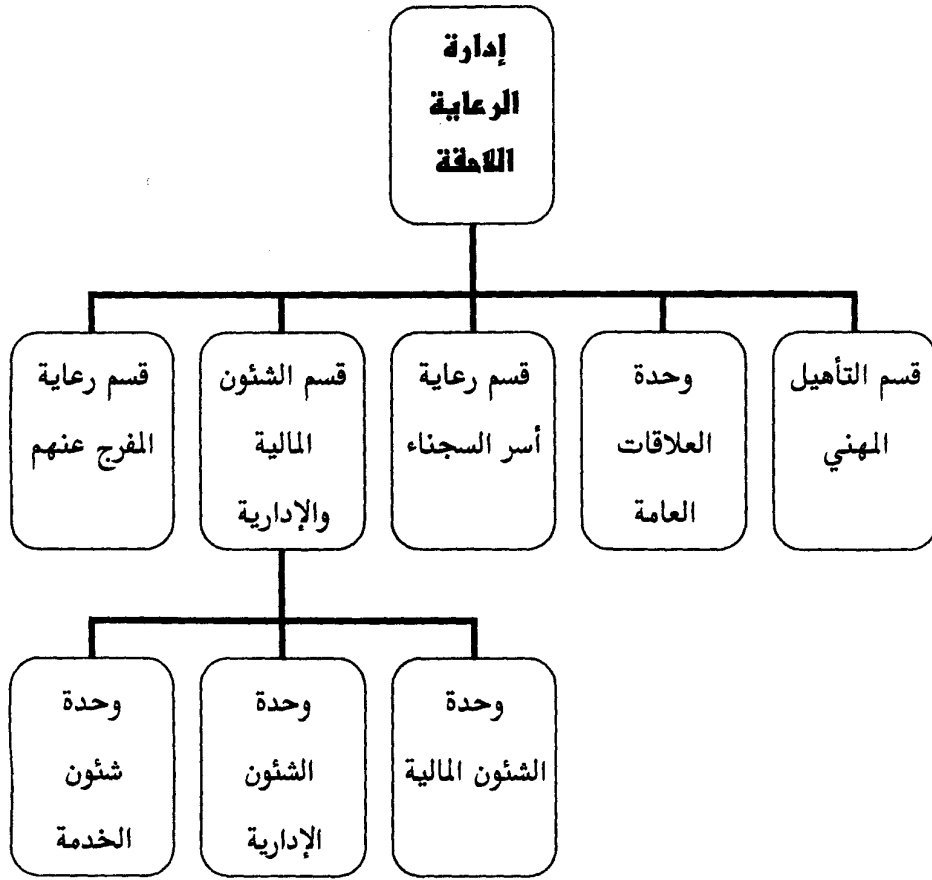 إدارة
الرعاية
اللاحقة
قسم التأهيل
المهني
وحدة
العلاقات
العامة
قسم رعاية
أسر السجناء
قسم الشئون
المالية
والإدارية
قسم رعاية
المفرج عنهم
وحدة
الشئون المالية
وحدة
الشئون
الإدارية
وحدة
شئون
الخدمة